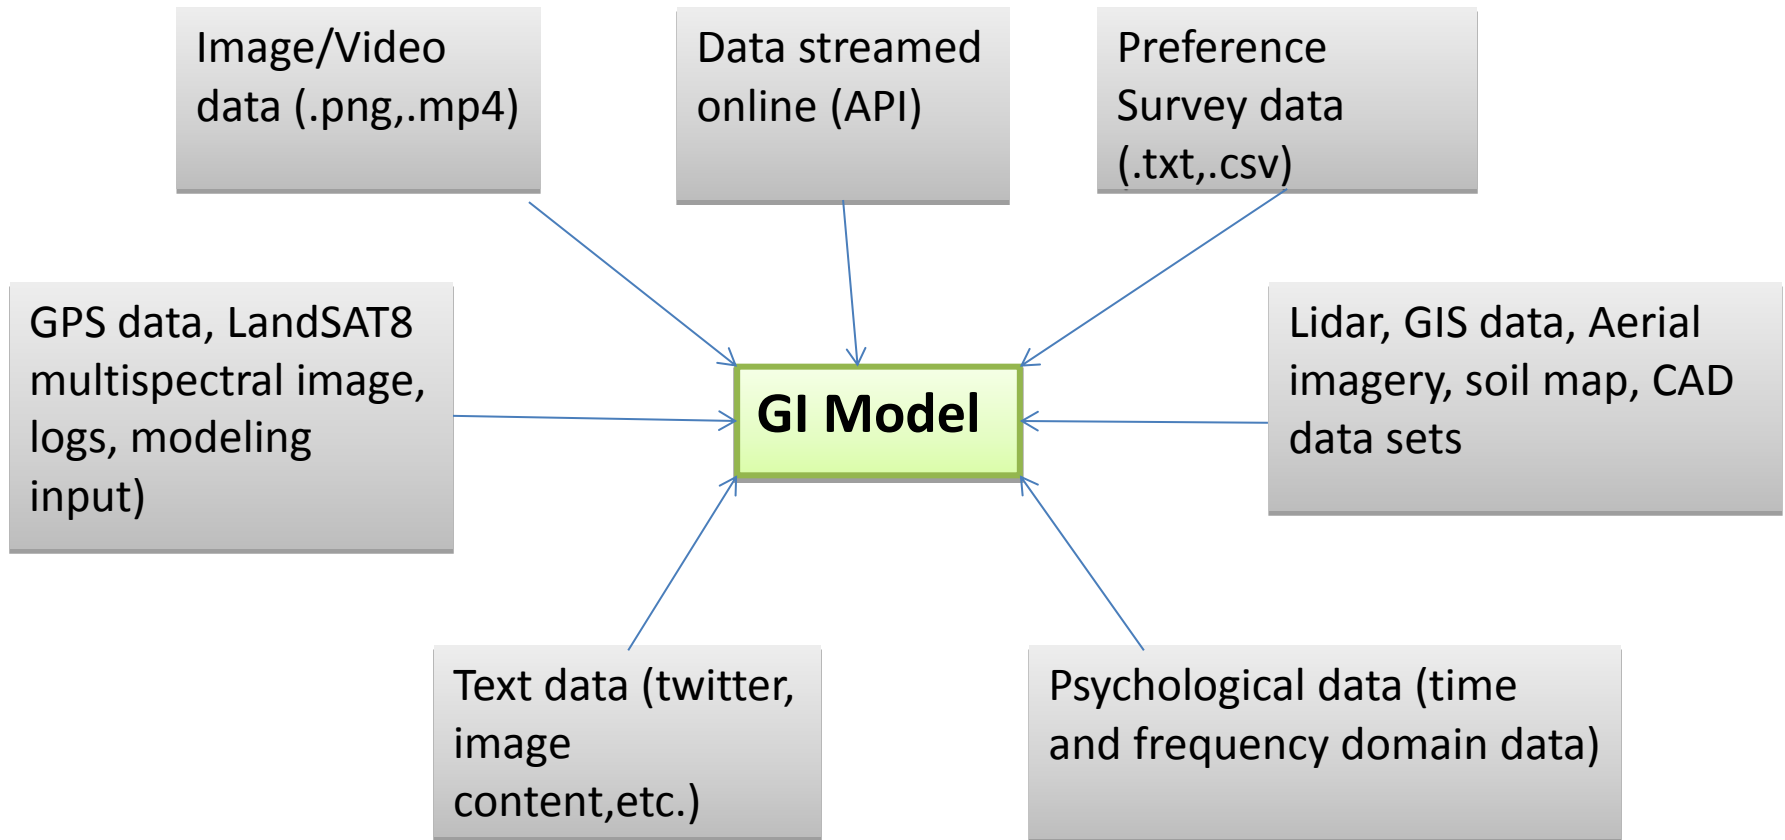 Image/Video
data (.png,.mp4)
Data streamed
online (API)
Preference
Survey data
(.txt,.csv)
GPS data, LandSAT8
multispectral image,
logs, modeling
input)
GI Model
Lidar, GIS data, Aerial
imagery, soil map, CAD
data sets
Text data (twitter,
image
content,etc.)
Psychological data (time
and frequency domain data)